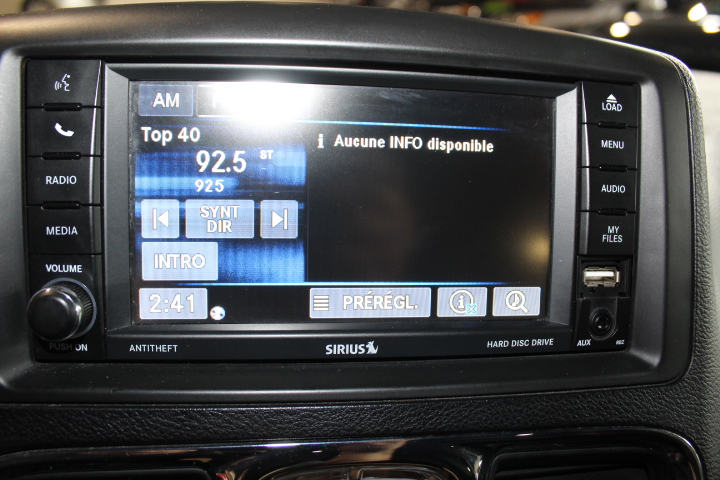 LOAD
RADIO
MEDIA
VOLUME
PUSH ON
AM
Top 40
92.5 ST
925
SYNT
DIR
INTRO
2:41
i Aucune INFO disponible
PRÉRÉGL.
MENU
AUDIO
MY
FILES
AUX
REZ
ANTITHEFT
SIRIUS
HARD DISC DRIVE